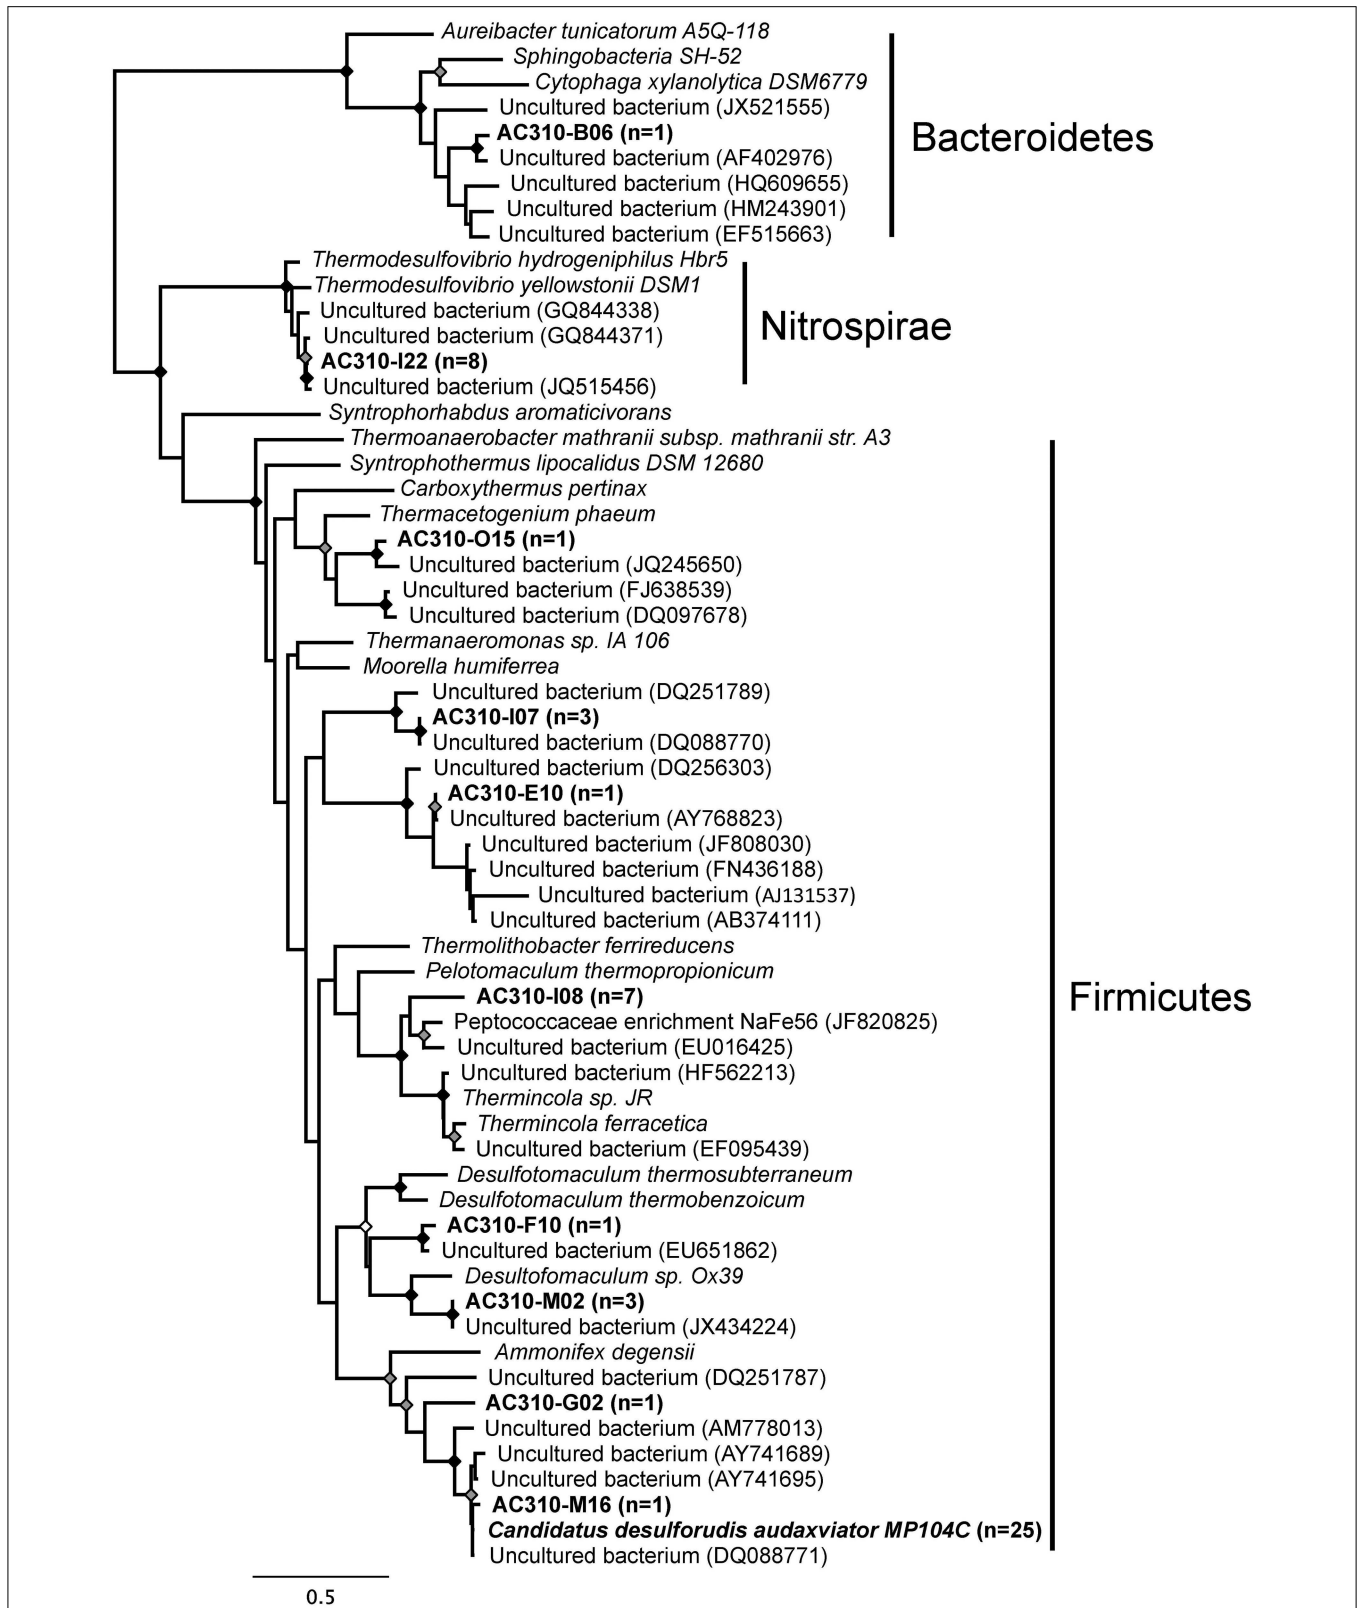 Aureibacter tunicatorum A5Q-118
Sphingobacteria SH-52
Cytophaga xylanolytica DSM6779
Uncultured bacterium (JX521555)
AC310-B06 (n=1)
Uncultured bacterium (AF402976)
Uncultured bacterium (HQ609655)
Uncultured bacterium (HM243901)
Uncultured bacterium (EF515663)
Bacteroidetes
Thermodesulfovibrio hydrogeniphilus Hbr5
Thermodesulfovibrio yellowstonii DSM1
Uncultured bacterium (GQ844338)
Uncultured bacterium (GQ844371)
AC310-I22 (n=8)
Uncultured bacterium (JQ515456)
Nitrospirae
Syntrophorhabdus aromaticivorans
Thermoanaerobacter mathranii subsp. mathranii str. A3
Syntrophothermus lipocalidus DSM 12680
Carboxythermus pertinax
Thermacetogenium phaeum
AC310-O15 (n=1)
Uncultured bacterium (JQ245650)
Uncultured bacterium (FJ638539)
Uncultured bacterium (DQ097678)
Thermanaeromonas sp. IA 106
Moorella humiferrea
Uncultured bacterium (DQ251789)
AC310-I07 (n=3)
Uncultured bacterium (DQ088770)
Uncultured bacterium (DQ256303)
AC310-E10 (n=1)
Uncultured bacterium (AY768823)
Uncultured bacterium (JF808030)
Uncultured bacterium (FN436188)
Uncultured bacterium (AJ131537)
Uncultured bacterium (AB374111)
Thermolithobacter ferrireducens
Pelotomaculum thermopropionicum
AC310-I08 (n=7)
Peptococcaceae enrichment NaFe56 (JF820825)
Uncultured bacterium (EU016425)
Uncultured bacterium (HF562213)
Thermincola sp. JR
Thermincola ferracetica
Uncultured bacterium (EF095439)
Desulfotomaculum thermosubterraneum
Desulfotomaculum thermobenzoicum
AC310-F10 (n=1)
Uncultured bacterium (EU651862)
Desultofomaculum sp. Ox39
AC310-M02 (n=3)
Uncultured bacterium (JX434224)
Ammonifex degensii
Uncultured bacterium (DQ251787)
AC310-G02 (n=1)
Uncultured bacterium (AM778013)
Uncultured bacterium (AY741689)
Uncultured bacterium (AY741695)
AC310-M16 (n=1)
Candidatus desulforudis audaxviator MP104C (n=25)
Uncultured bacterium (DQ088771)
Firmicutes
0.5